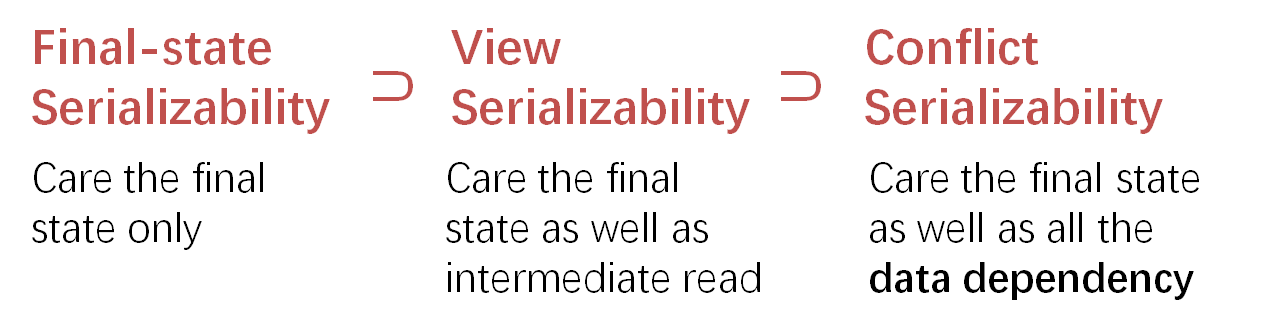 Final-state
Serializability
Care the final
state only
⊃
View
Serializability
Care the final
state as well as
intermediate read
⊃
Conflict
Serializability
Care the final state
as well as all the
data dependency